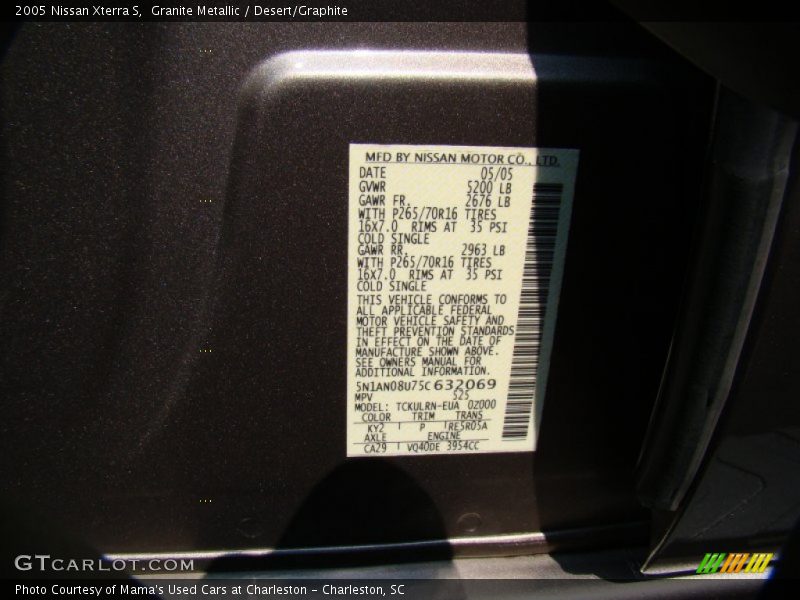 2005 Nissan Xterra S,  Granite Metallic / Desert/Graphite
MFD BY NISSAN MOTOR CO., LTD.
DATE 05/05
GVWR 5200 LB
GAWR FR. 2676 LB
WITH P265/70R16 TIRES
16X7.0 RIMS AT 35 PSI
COLD SINGLE
GAWR RR. 2963 LB
WITH P265/70R16 TIRES
16X7.0 RIMS AT 35 PSI
COLD SINGLE
THIS VEHICLE CONFORMS TO
ALL APPLICABLE FEDERAL
MOTOR VEHICLE SAFETY AND
THEFT PREVENTION STANDARDS
IN EFFECT ON THE DATE OF
MANUFACTURE SHOWN ABOVE.
SEE OWNERS MANUAL FOR
ADDITIONAL INFORMATION.
5N1AN08U75C632069
MPV 525
MODEL: TCKULRN-EUA 0Z000
COLOR TRIM TRANS
KY2 P RE5R05A
AXLE ENGINE
CA29 VQ40DE 3954CC
GTCARLOT.COM
Photo Courtesy of Mama's Used Cars at Charleston - Charleston, SC